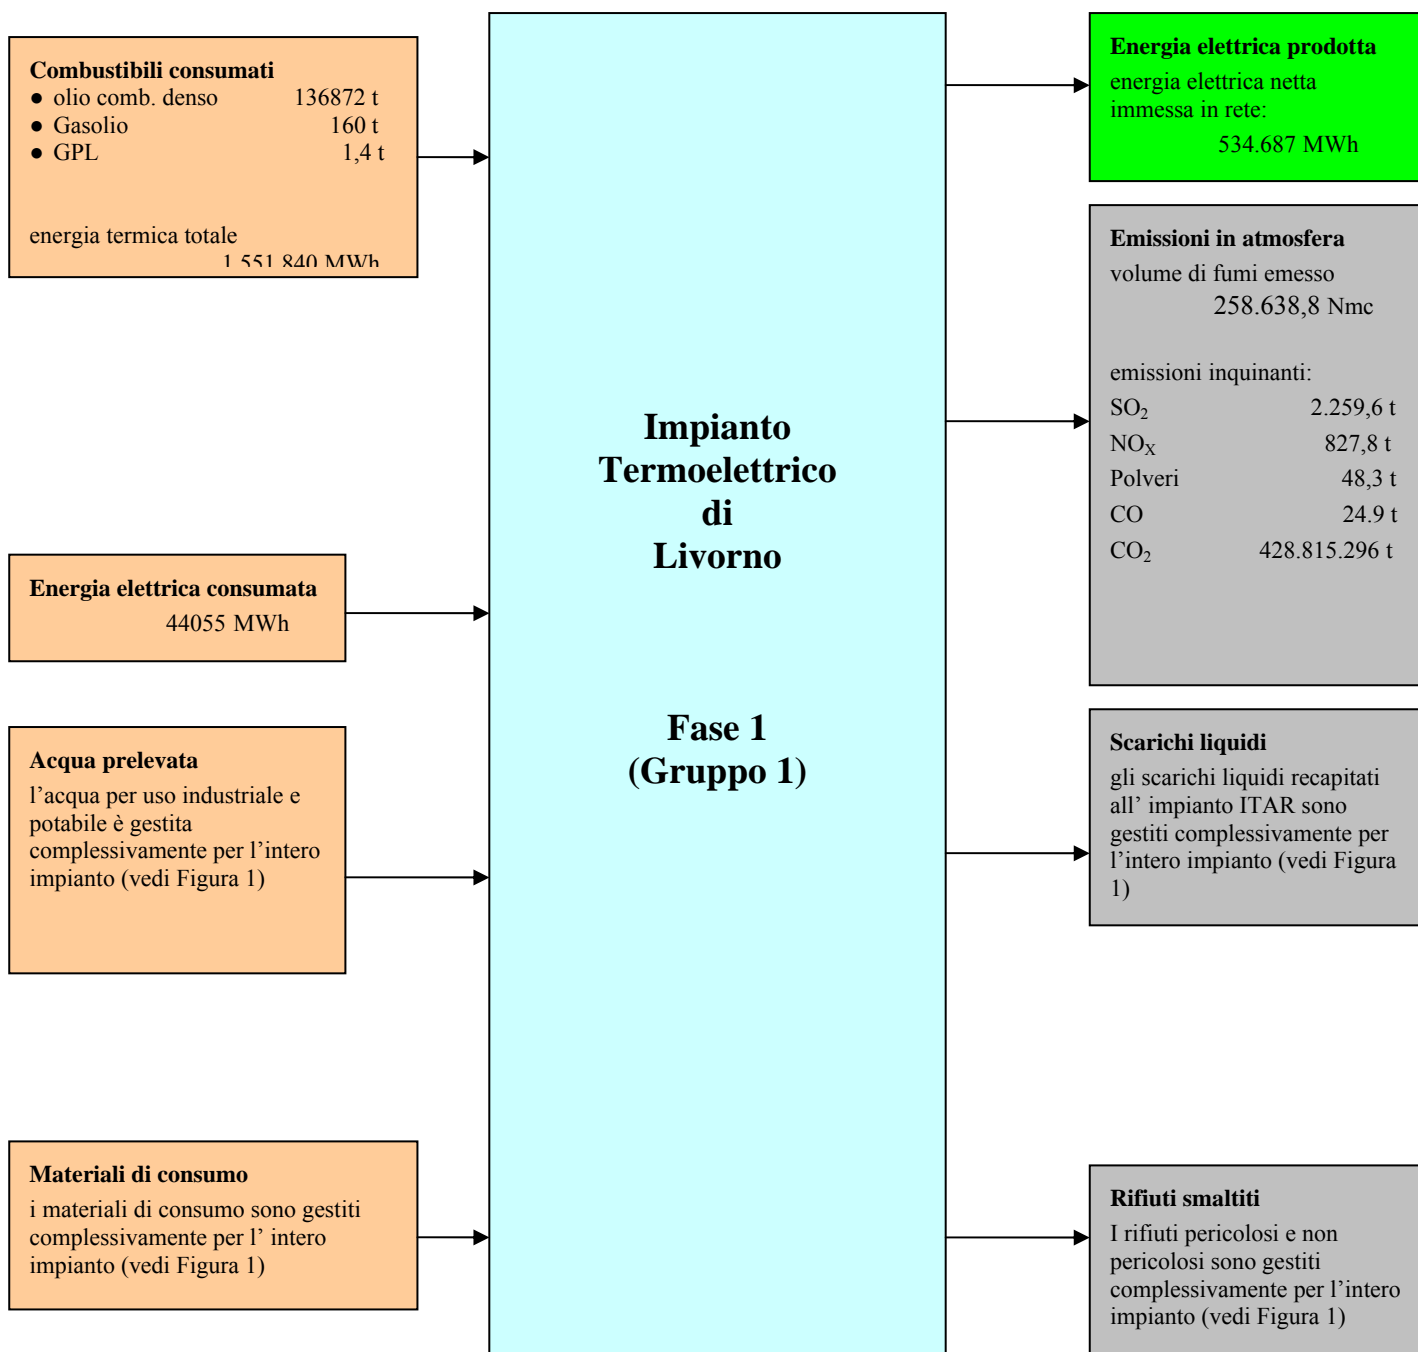 Combustibili consumati
● olio comb. denso 136872 t
● Gasolio 160 t
● GPL 1,4 t
energia termica totale
1.551.840 MWh
Energia elettrica consumata
44055 MWh
Acqua prelevata
l’acqua per uso industriale e
potabile è gestita
complessivamente per l’intero
impianto (vedi Figura 1)
Materiali di consumo
i materiali di consumo sono gestiti
complessivamente per l’ intero
impianto (vedi Figura 1)
Impianto
Termoelettrico
di
Livorno
Fase 1
(Gruppo 1)
Energia elettrica prodotta
energia elettrica netta
immessa in rete:
534.687 MWh
Emissioni in atmosfera
volume di fumi emesso
258.638,8 Nmc
emissioni inquinanti:
SO₂ 2.259,6 t
NOX 827,8 t
Polveri 48,3 t
CO 24.9 t
CO₂ 428.815.296 t
Scarichi liquidi
gli scarichi liquidi recapitati
all’ impianto ITAR sono
gestiti complessivamente per
l’intero impianto (vedi Figura
1)
Rifiuti smaltiti
I rifiuti pericolosi e non
pericolosi sono gestiti
complessivamente per l’intero
impianto (vedi Figura 1)